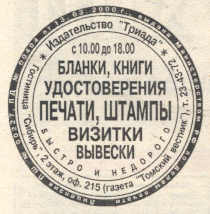 ★ Издательство "Триада" ★
с 10.00 до 18.00
БЛАНКИ, КНИГИ
УДОСТОВЕРЕНИЯ
ПЕЧАТИ, ШТАМПЫ
ВИЗИТКИ
ВЫВЕСКИ
БЫСТРО И НЕДОРОГО
Гостиница "Сибирь", 2 этаж, оф. 215 (газета "Томский вестник"), т. 23-43-72